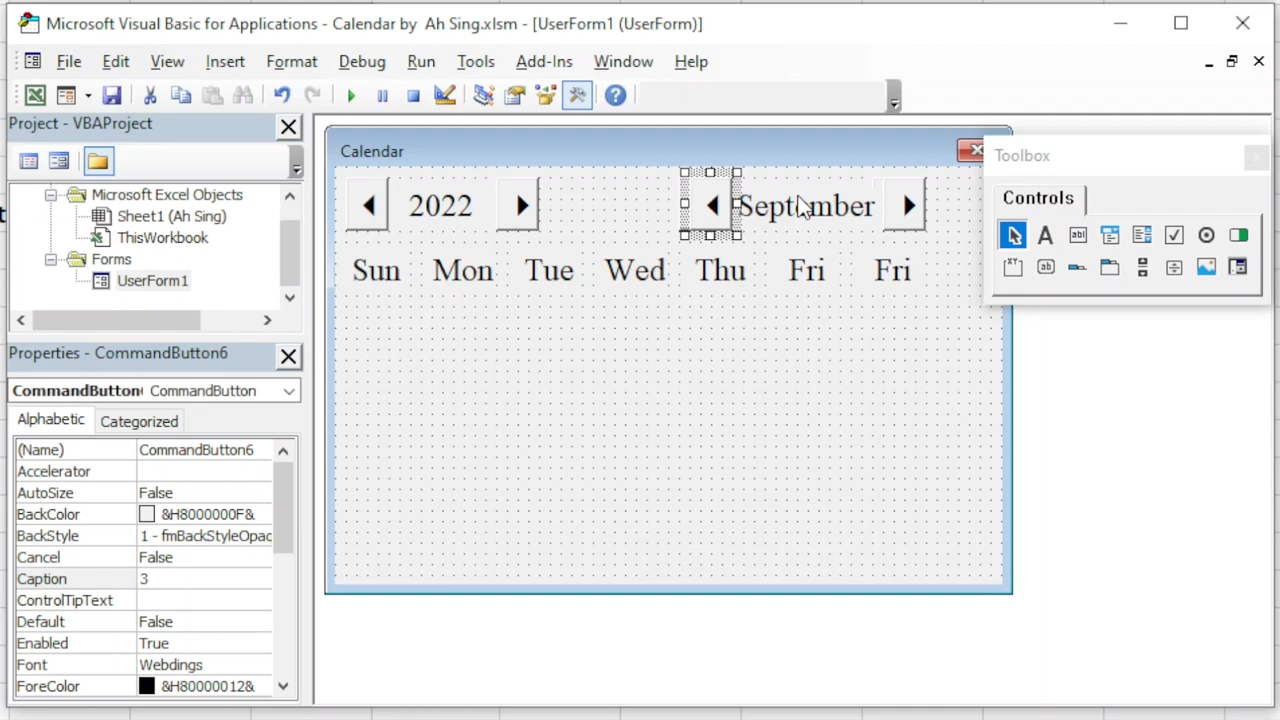 Microsoft Visual Basic for Applications - Calendar by  Ah Sing.xlsm - [UserForm1 (UserForm)]
File Edit View Insert Format Debug Run Tools Add-Ins Window Help
Project - VBAProject
Microsoft Excel Objects
Sheet1 (Ah Sing)
ThisWorkbook
Forms
UserForm1
Properties - CommandButton6
CommandButton CommandButton
Alphabetic Categorized
(Name) CommandButton6
Accelerator
AutoSize False
BackColor &H8000000F&
BackStyle 1 - fmBackStyleOpac
Cancel False
Caption 3
ControlTipText
Default False
Enabled True
Font Webdings
ForeColor &H80000012&
Calendar
2022 September
Sun Mon Tue Wed Thu Fri Fri
Toolbox
Controls
A ab| 
XY ab